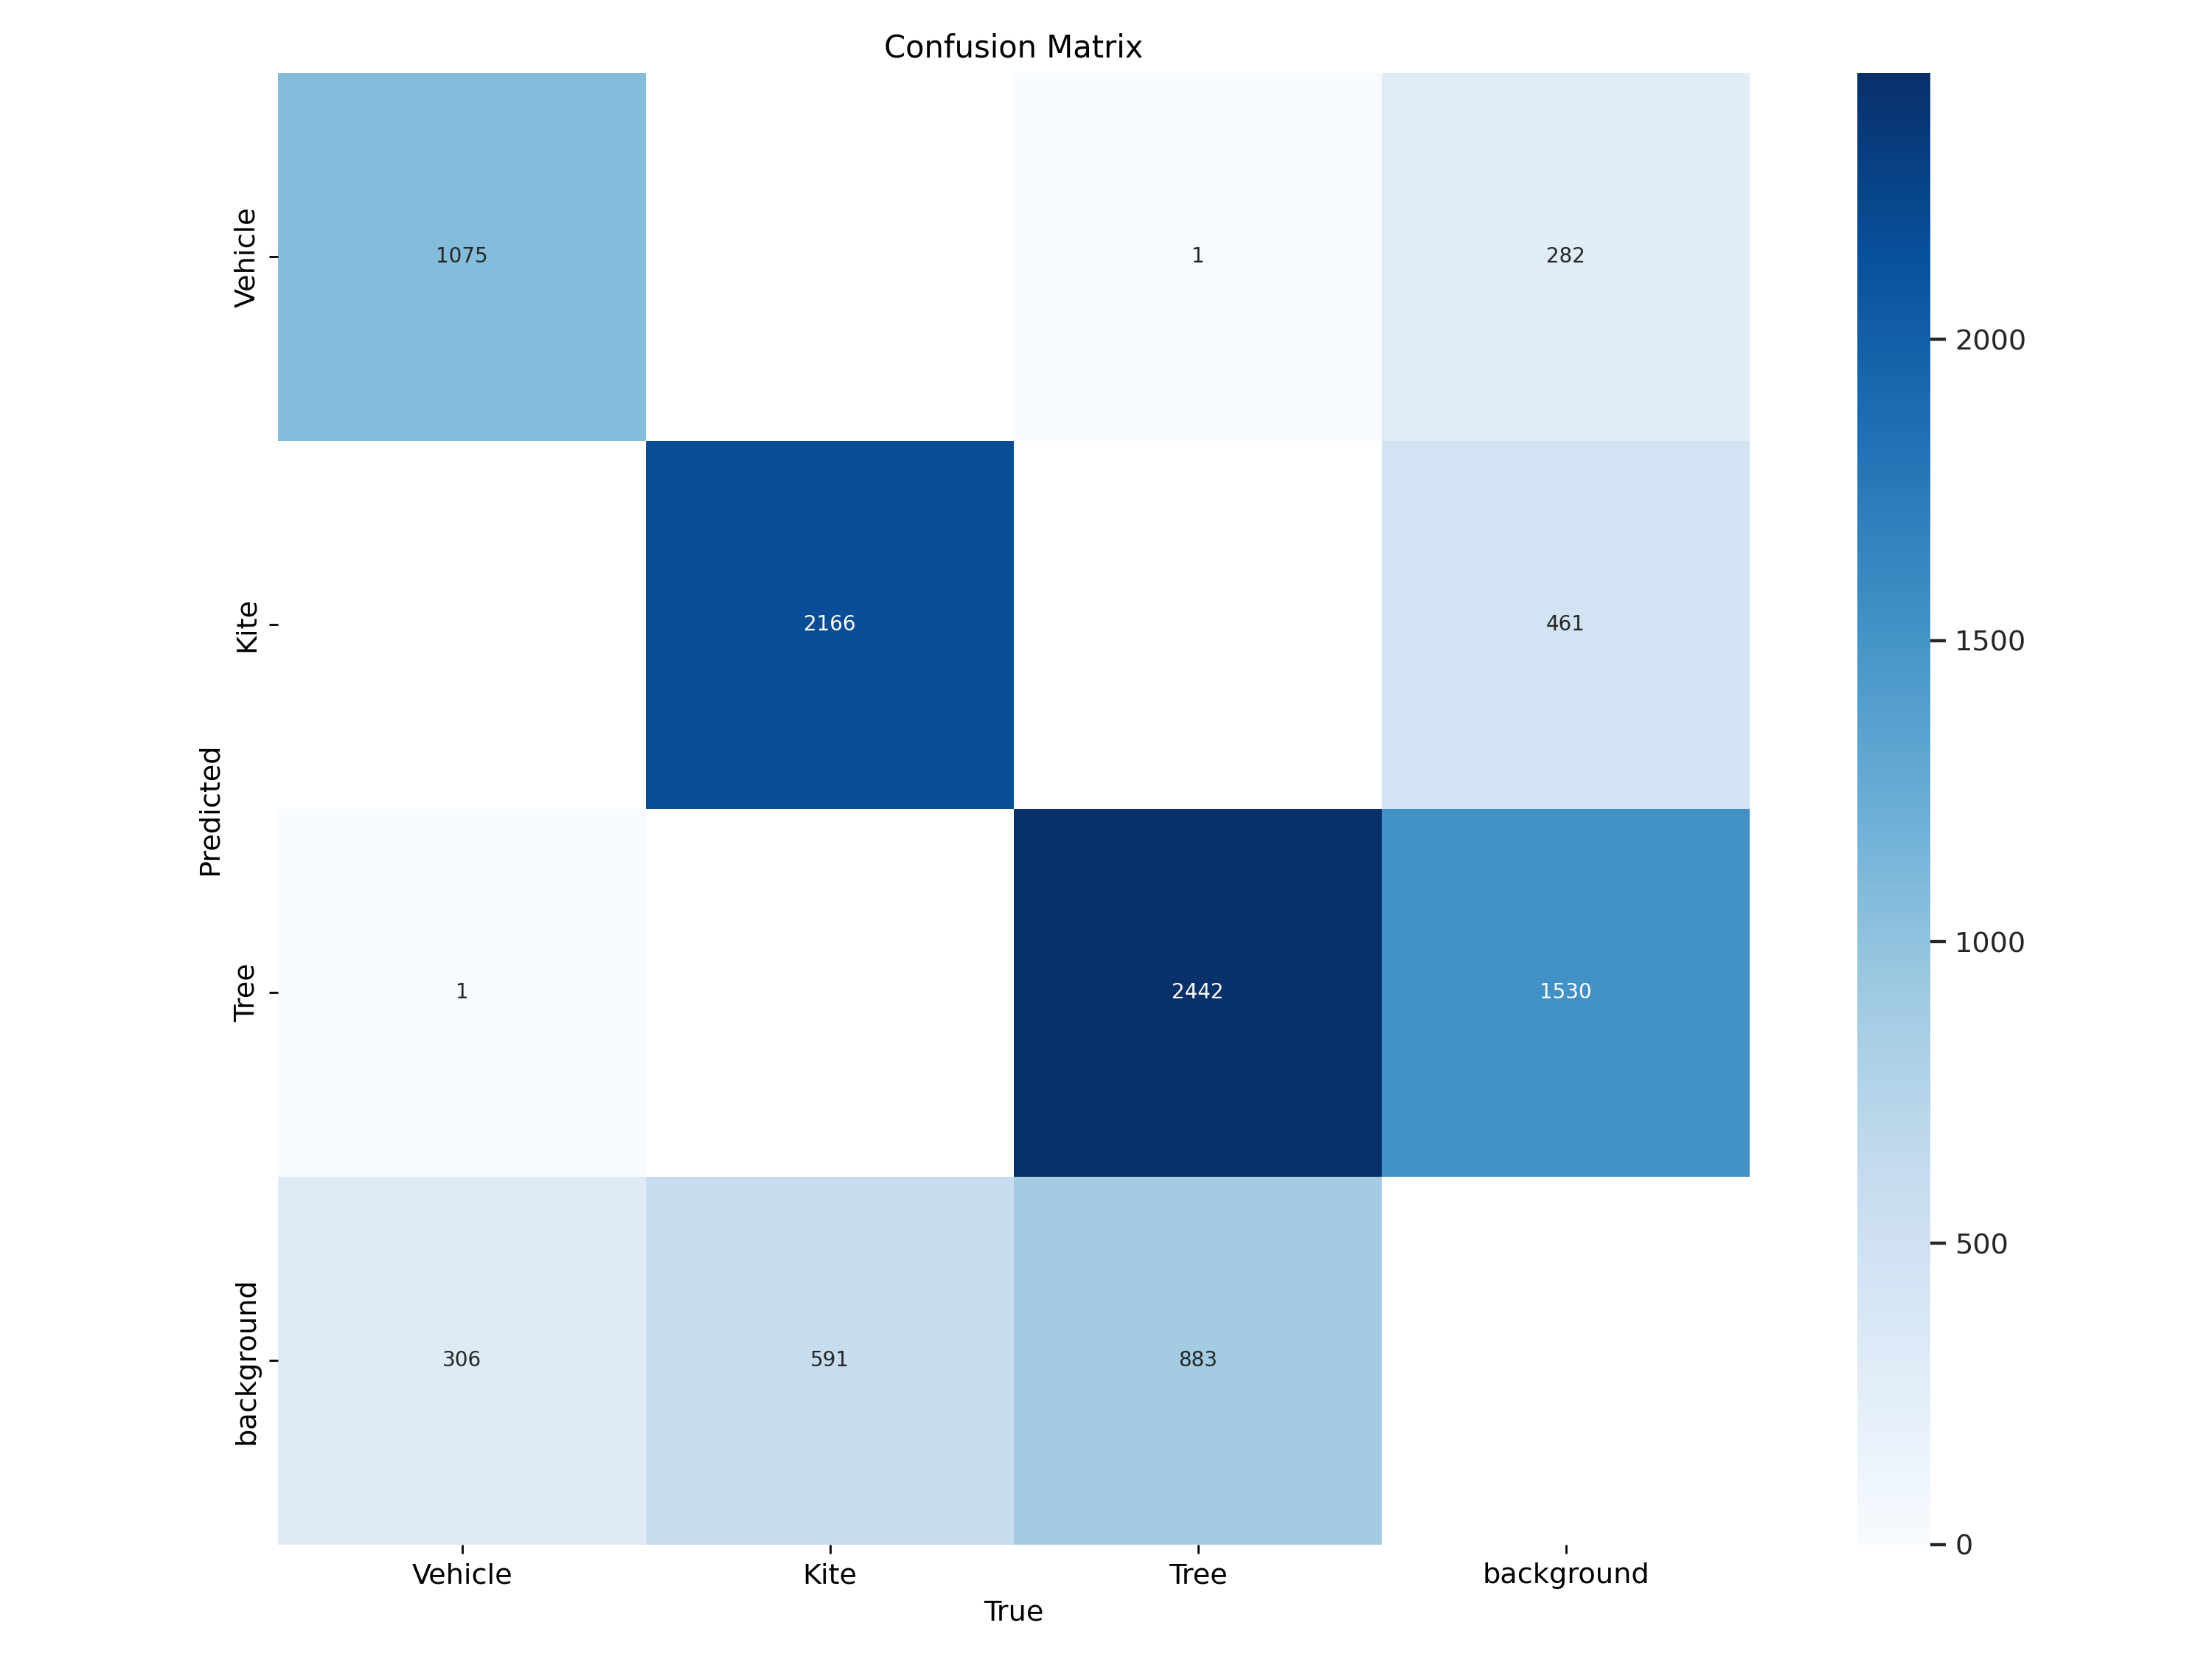 Confusion Matrix
Vehicle
1075
1
282
2000
Kite
2166
461
1500
Predicted
Tree
1
2442
1530
1000
background
306
591
883
500
0
Vehicle
Kite
Tree
background
True